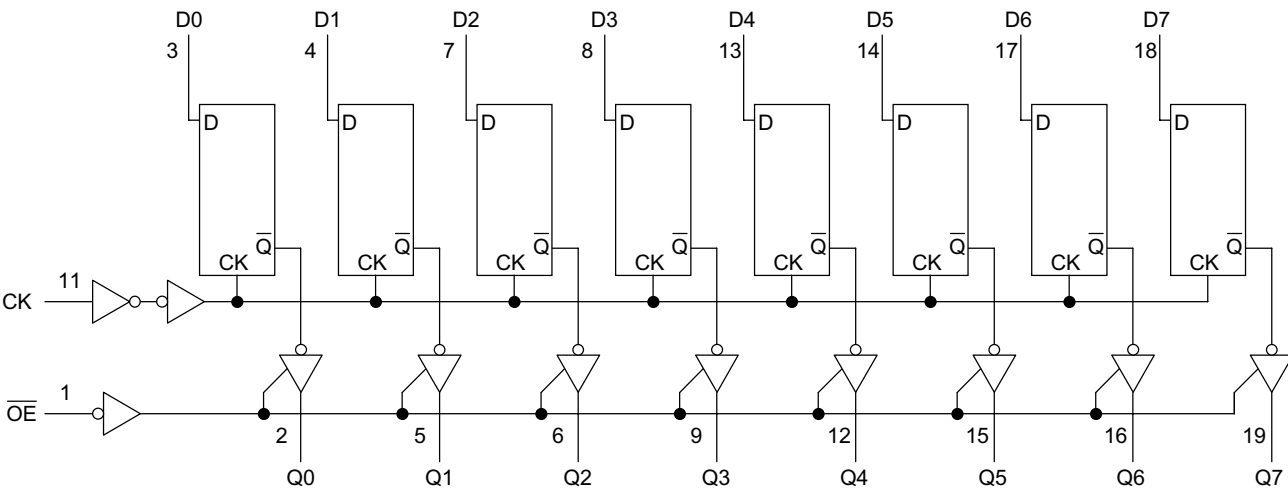 D0 D1 D2 D3 D4 D5 D6 D7
3 4 7 8 13 14 17 18
D D D D D D D D
Q̅ Q̅ Q̅ Q̅ Q̅ Q̅ Q̅ Q̅
CK CK CK CK CK CK CK CK
11
CK
1
O̅E̅
2 5 6 9 12 15 16 19
Q0 Q1 Q2 Q3 Q4 Q5 Q6 Q7